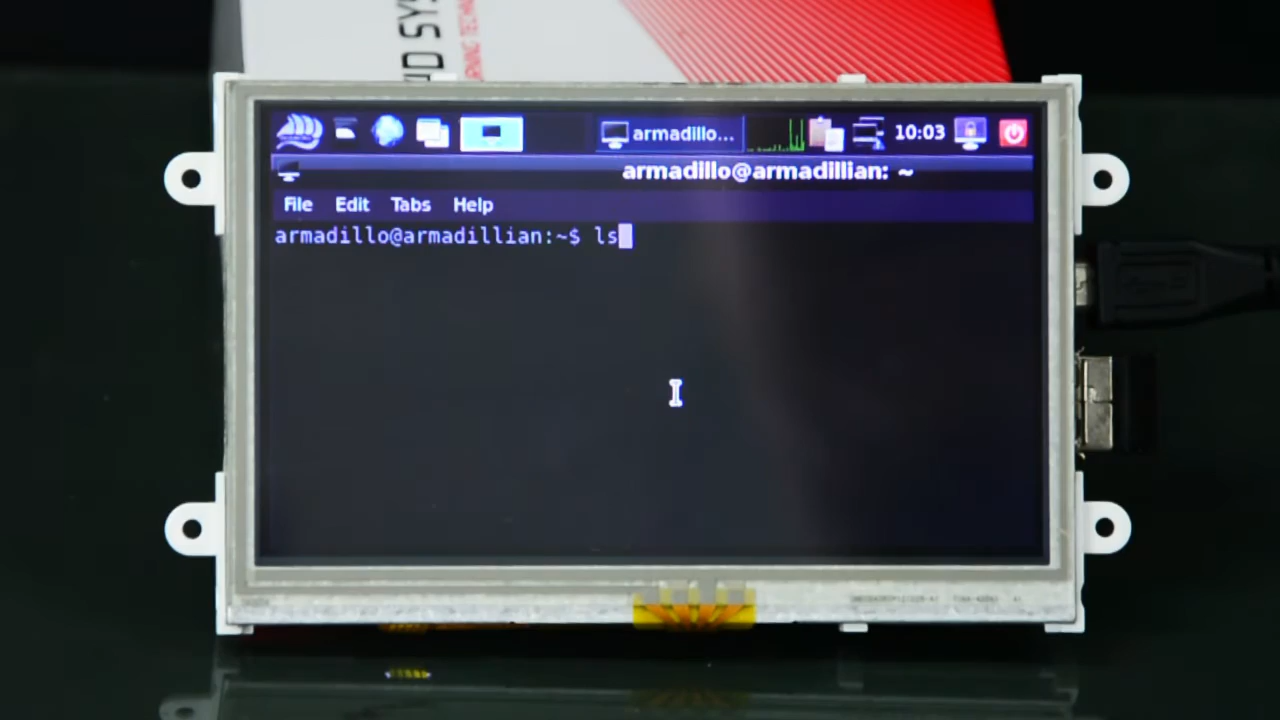 armadillo... 10:03
armadillo@armadillian: ~
File Edit Tabs Help
armadillo@armadillian:~$ ls